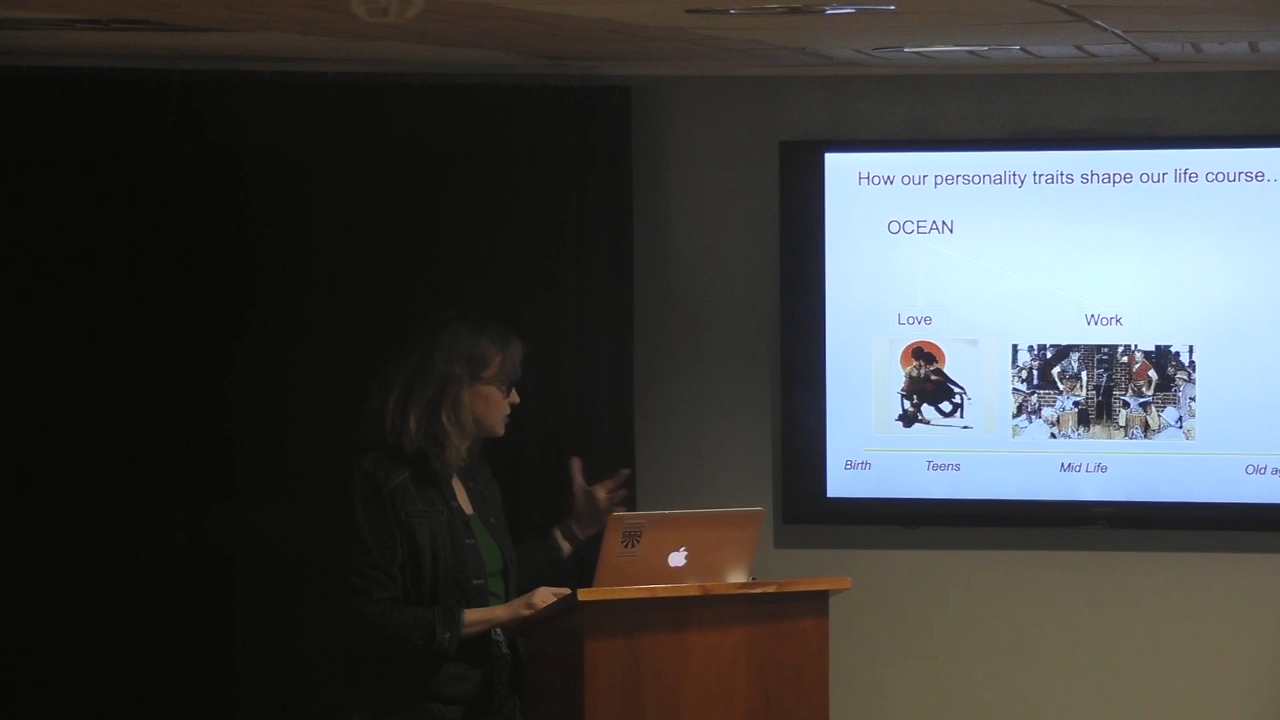 How our personality traits shape our life course…
OCEAN
Love Work
Birth Teens Mid Life Old